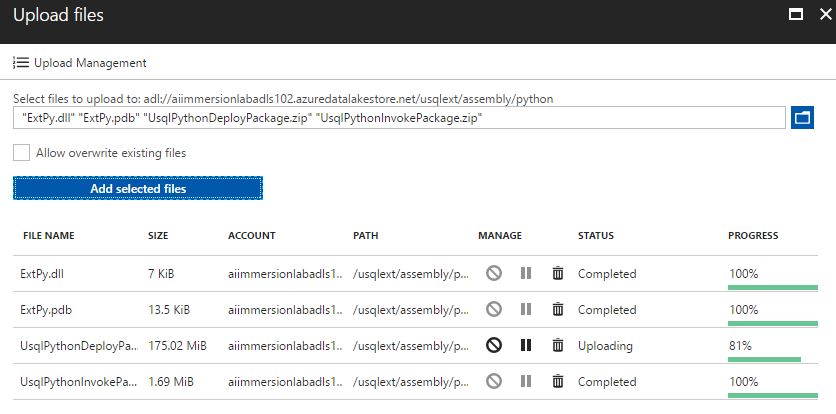 Upload files
Upload Management
Select files to upload to: adl://aiimmersionlabadls102.azuredatalakestore.net/usqlext/assembly/python
"ExtPy.dll" "ExtPy.pdb" "UsqlPythonDeployPackage.zip" "UsqlPythonInvokePackage.zip"
Allow overwrite existing files
Add selected files
FILE NAME SIZE ACCOUNT PATH MANAGE STATUS PROGRESS
ExtPy.dll 7 KiB aiimmersionlabadls1.. /usqlext/assembly/p... Completed 100%
ExtPy.pdb 13.5 KiB aiimmersionlabadls1.. /usqlext/assembly/p... Completed 100%
UsqlPythonDeployPa... 175.02 MiB aiimmersionlabadls1.. /usqlext/assembly/p... Uploading 81%
UsqlPythonInvokePa... 1.69 MiB aiimmersionlabadls1.. /usqlext/assembly/p... Completed 100%